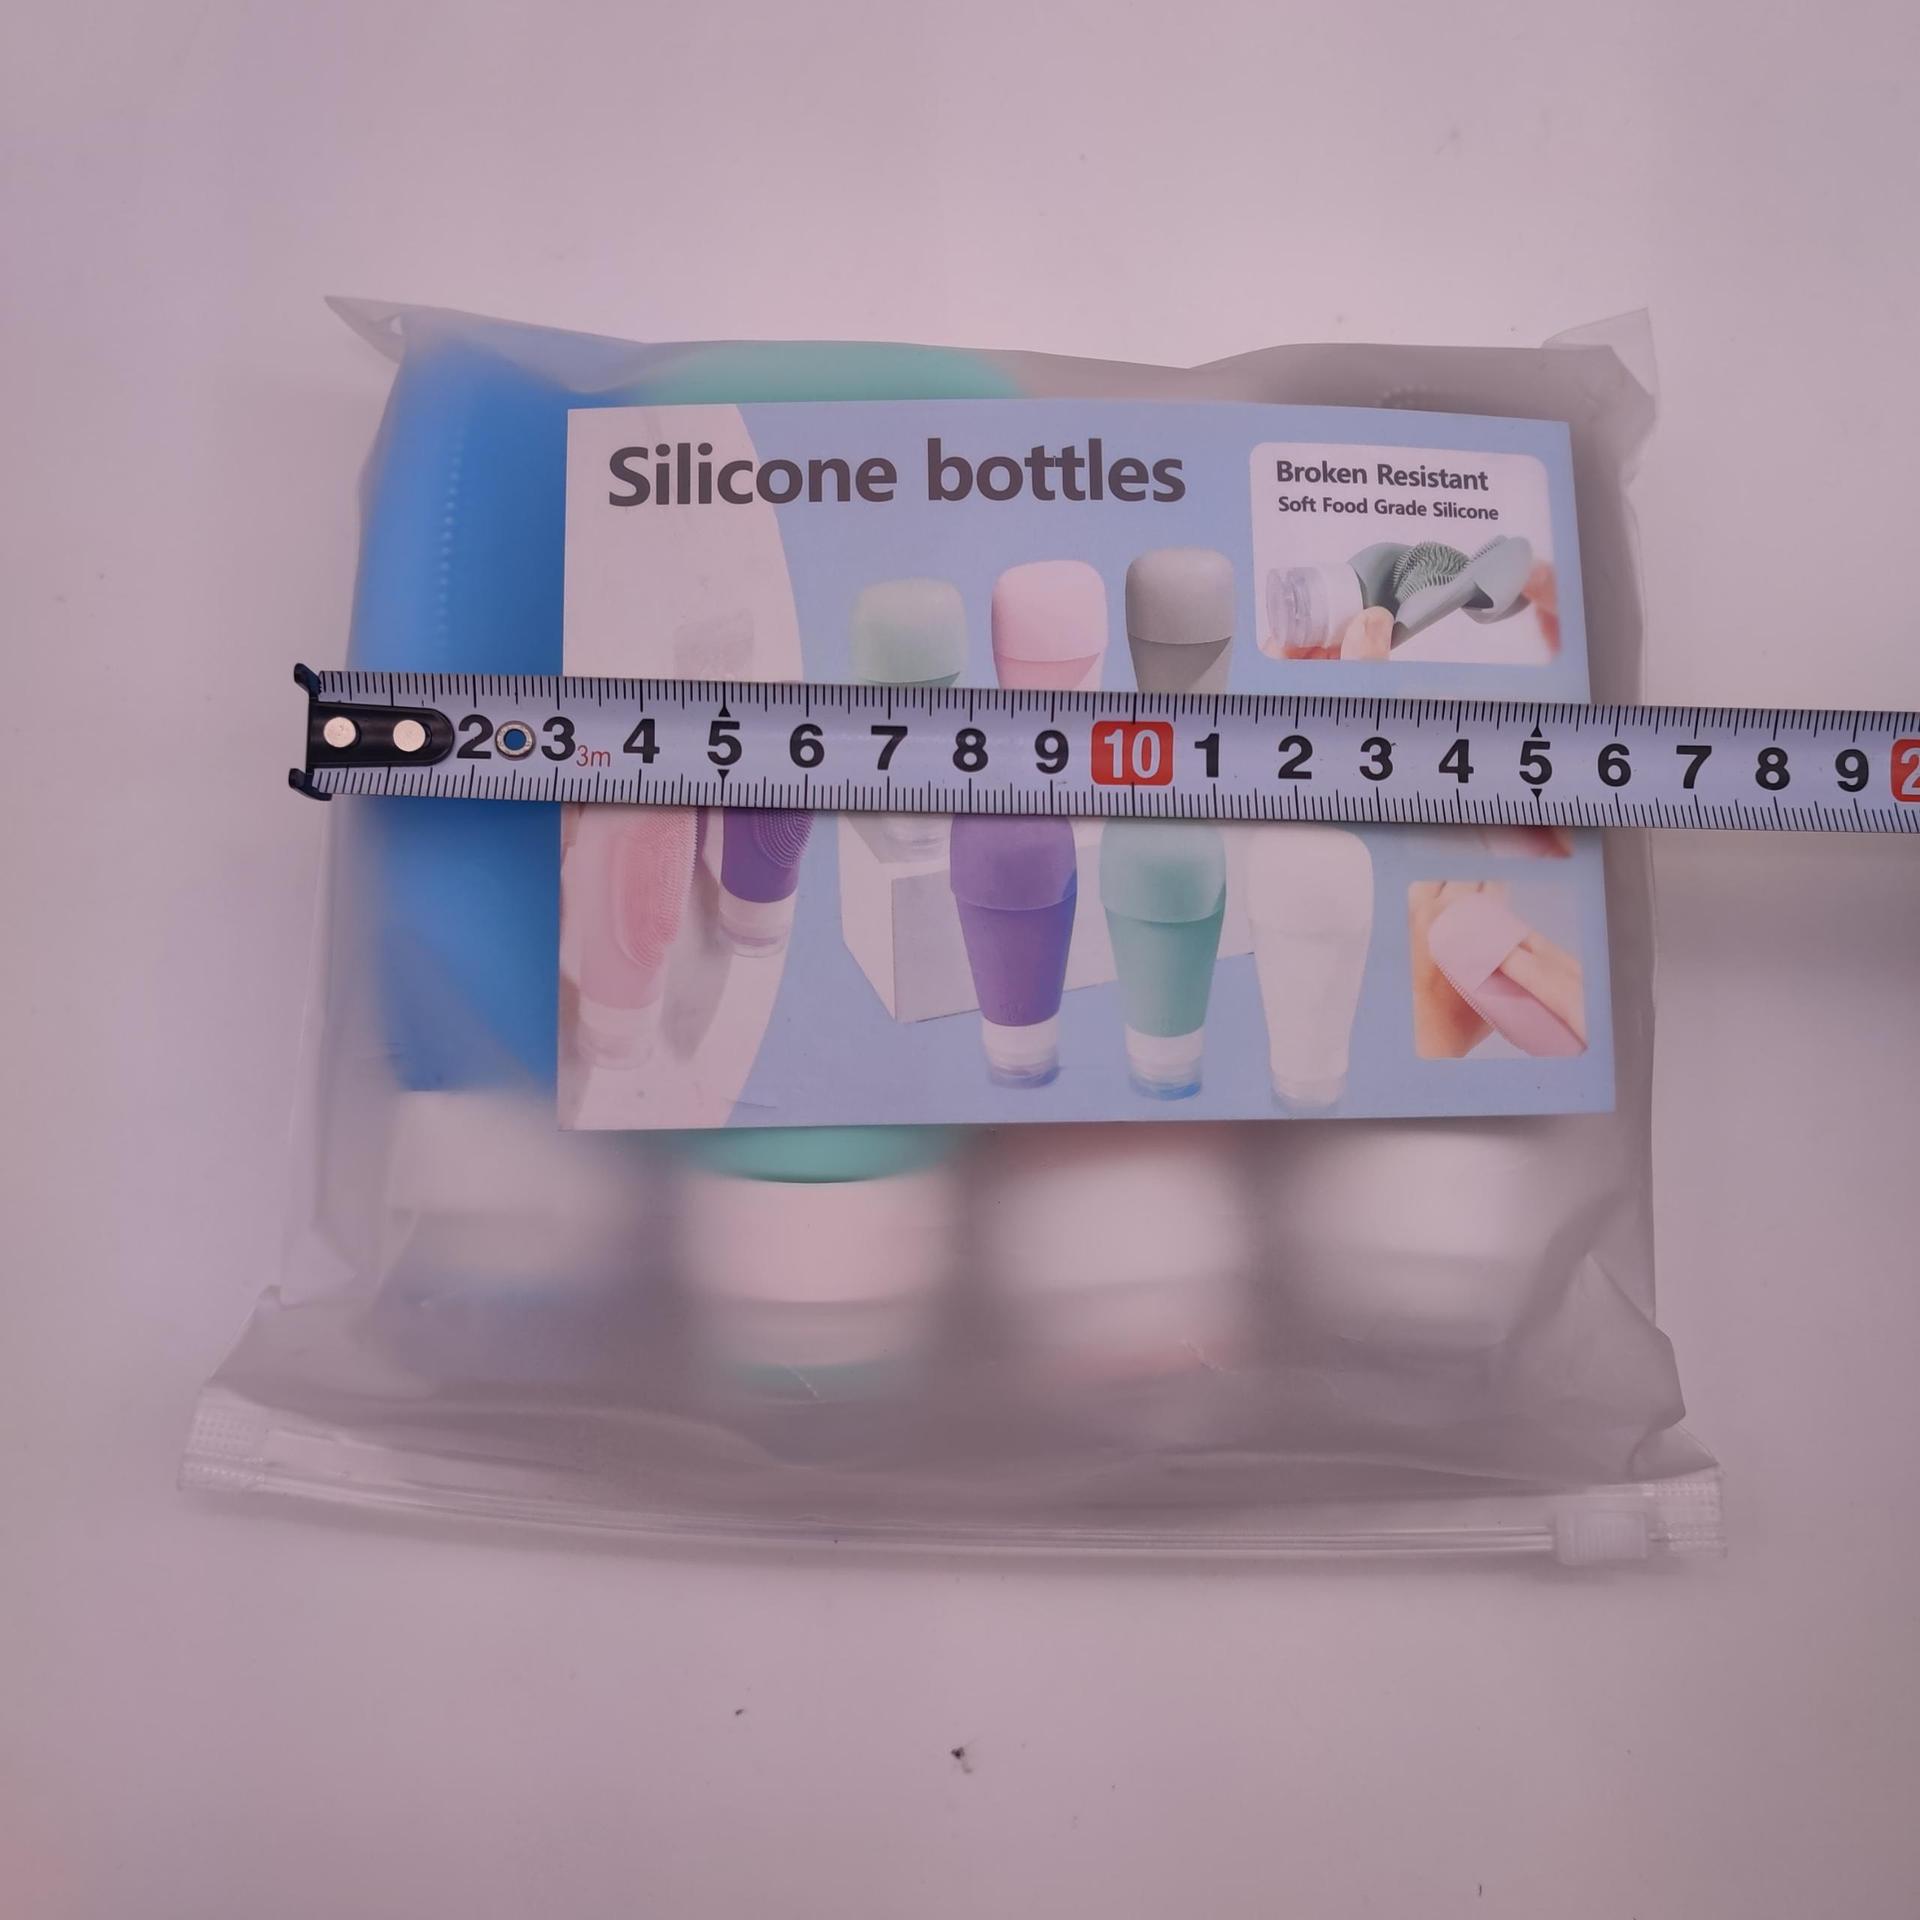 Silicone bottles
Broken Resistant
Soft Food Grade Silicone
2 3 3m 4 5 6 7 8 9 10 1 2 3 4 5 6 7 8 9 2